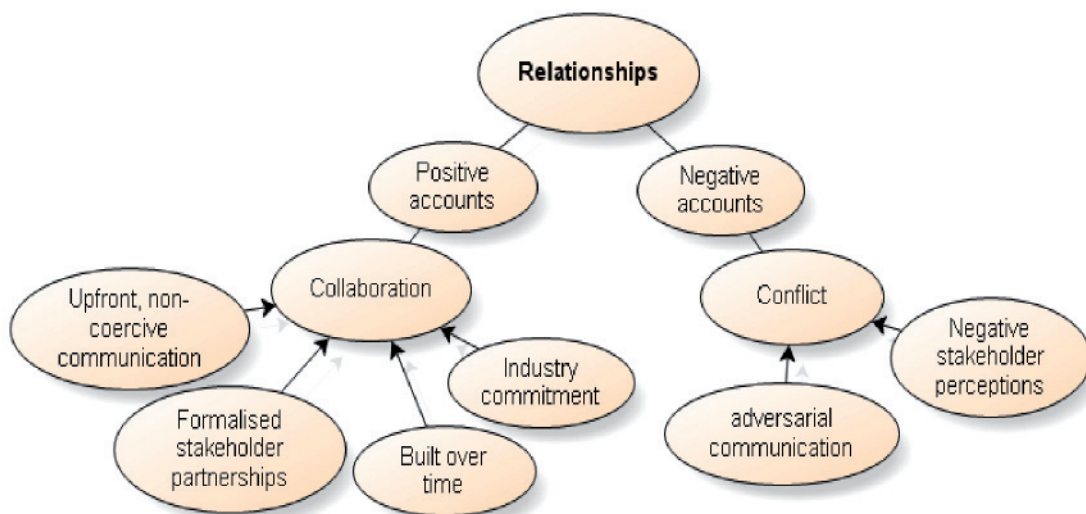 Relationships
Positive
accounts
Negative
accounts
Collaboration
Conflict
Upfront, non-
coercive
communication
Formalised
stakeholder
partnerships
Built over
time
Industry
commitment
adversarial
communication
Negative
stakeholder
perceptions